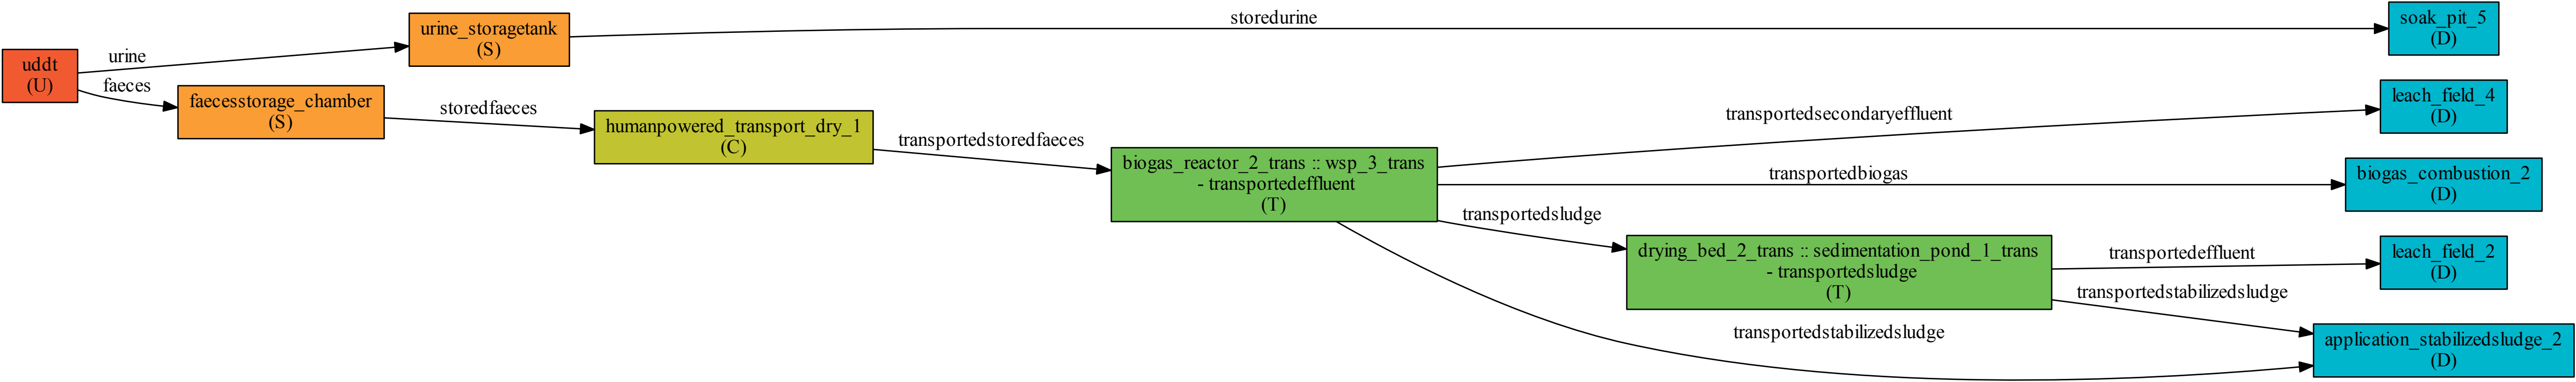 uddt
(U)
urine
faeces
urine_storagetank
(S)
faecesstorage_chamber
(S)
storedurine
storedfaeces
humanpowered_transport_dry_1
(C)
transportedstoredfaeces
biogas_reactor_2_trans :: wsp_3_trans
- transportedeffluent
(T)
transportedsecondaryeffluent
transportedbiogas
transportedsludge
transportedstabilizedsludge
drying_bed_2_trans :: sedimentation_pond_1_trans
- transportedsludge
(T)
transportedeffluent
transportedstabilizedsludge
soak_pit_5
(D)
leach_field_4
(D)
biogas_combustion_2
(D)
leach_field_2
(D)
application_stabilizedsludge_2
(D)